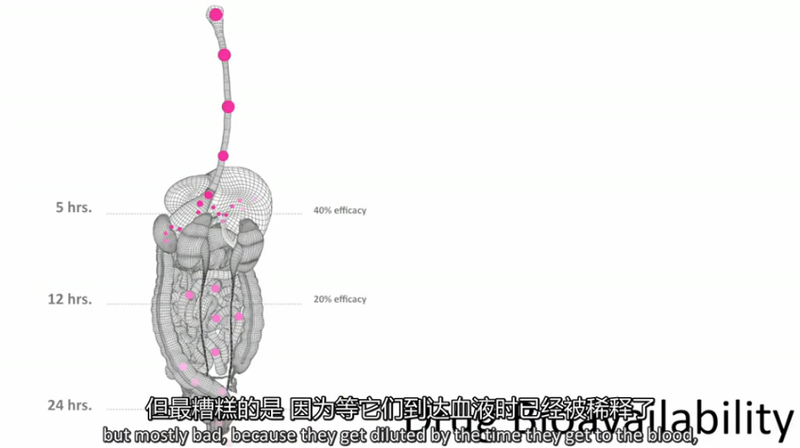 5 hrs.
40% efficacy
12 hrs.
20% efficacy
24 hrs.
Drug Bioavailability
但最糟糕的是 因为等它们到达血液时已经被稀释了
but mostly bad, because they get diluted by the time they get to the blood,